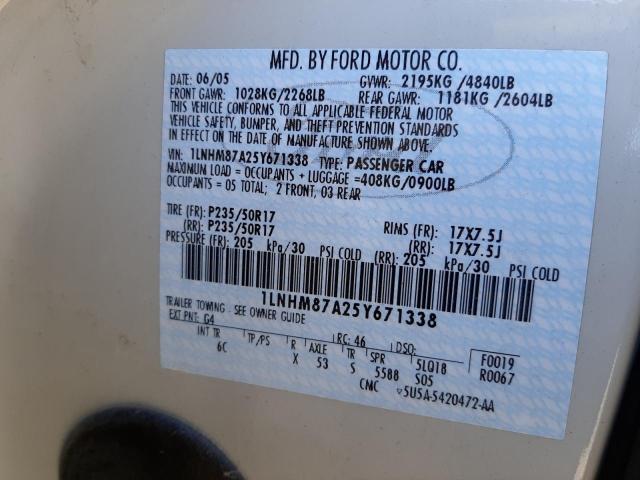 MFD. BY FORD MOTOR CO.
DATE: 06/05 GVWR: 2195KG /4840LB
FRONT GAWR: 1028KG/2268LB REAR GAWR: 1181KG /2604LB
THIS VEHICLE CONFORMS TO ALL APPLICABLE FEDERAL MOTOR
VEHICLE SAFETY, BUMPER, AND THEFT PREVENTION STANDARDS
IN EFFECT ON THE DATE OF MANUFACTURE SHOWN ABOVE.
VIN: 1LNHM87A25Y671338 TYPE: PASSENGER CAR
MAXIMUM LOAD = OCCUPANTS + LUGGAGE =408KG/0900LB
OCCUPANTS = 05 TOTAL; 2 FRONT, 03 REAR
TIRE (FR): P235/50R17 RIMS (FR): 17X7.5J
(RR): P235/50R17 (RR): 17X7.5J
PRESSURE (FR): 205 kPa/30 PSI COLD (RR): 205 kPa/30 PSI COLD
1LNHM87A25Y671338
TRAILER TOWING - SEE OWNER GUIDE
EXT PNT: G4 RC: 46 DSO: F0019
INT TR TP/PS R AXLE TR SPR 5LQ18 R0067
6C X 53 S 5588 S05
CMC 5U5A-5420472-AA